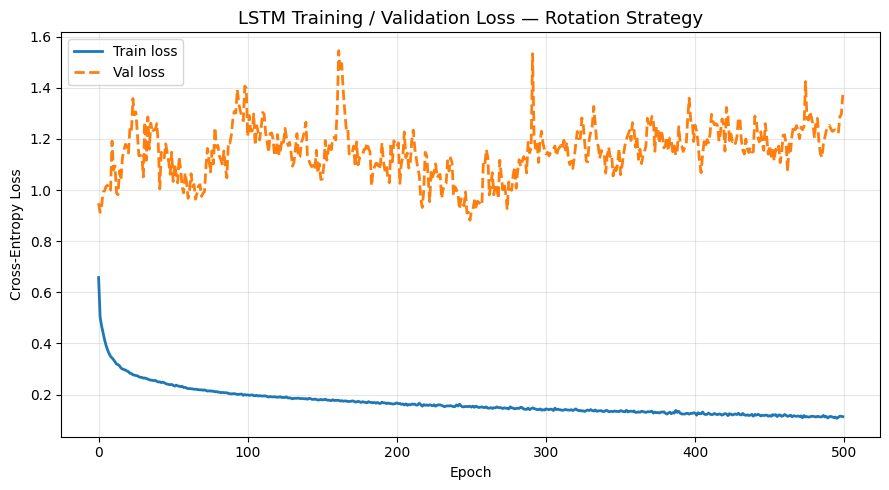 LSTM Training / Validation Loss — Rotation Strategy
Train loss
Val loss
1.6
1.4
1.2
1.0
0.8
0.6
0.4
0.2
Cross-Entropy Loss
0 100 200 300 400 500
Epoch